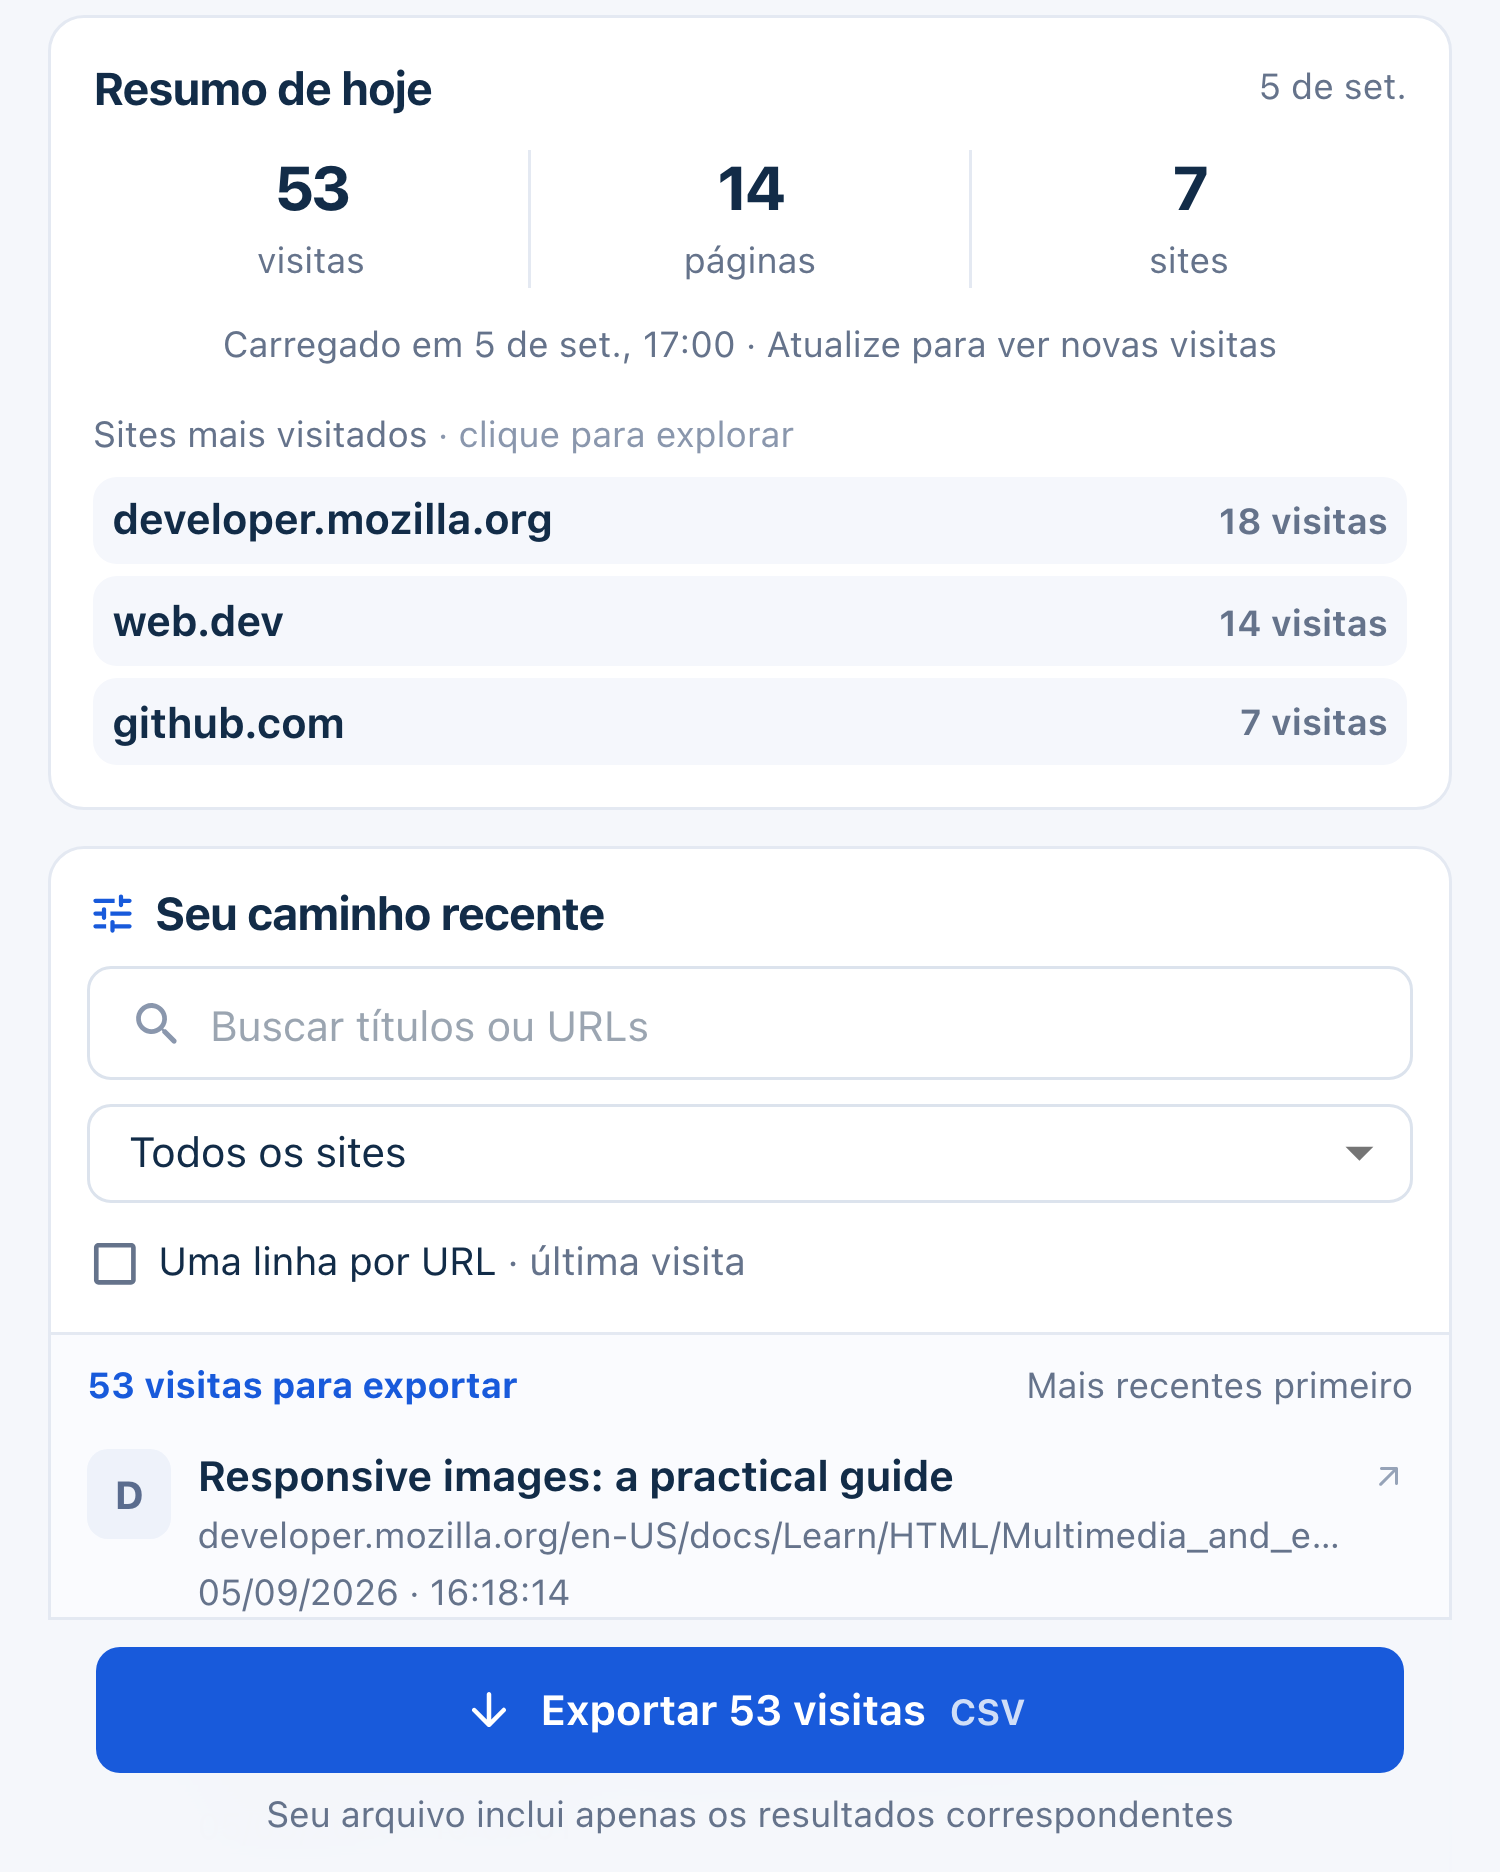 Resumo de hoje
5 de set.
53
visitas
14
páginas
7
sites
Carregado em 5 de set., 17:00 · Atualize para ver novas visitas
Sites mais visitados · clique para explorar
developer.mozilla.org
18 visitas
web.dev
14 visitas
github.com
7 visitas
Seu caminho recente
Buscar títulos ou URLs
Todos os sites
Uma linha por URL · última visita
53 visitas para exportar
Mais recentes primeiro
D
Responsive images: a practical guide
developer.mozilla.org/en-US/docs/Learn/HTML/Multimedia_and_e...
05/09/2026 · 16:18:14
Exportar 53 visitas CSV
Seu arquivo inclui apenas os resultados correspondentes